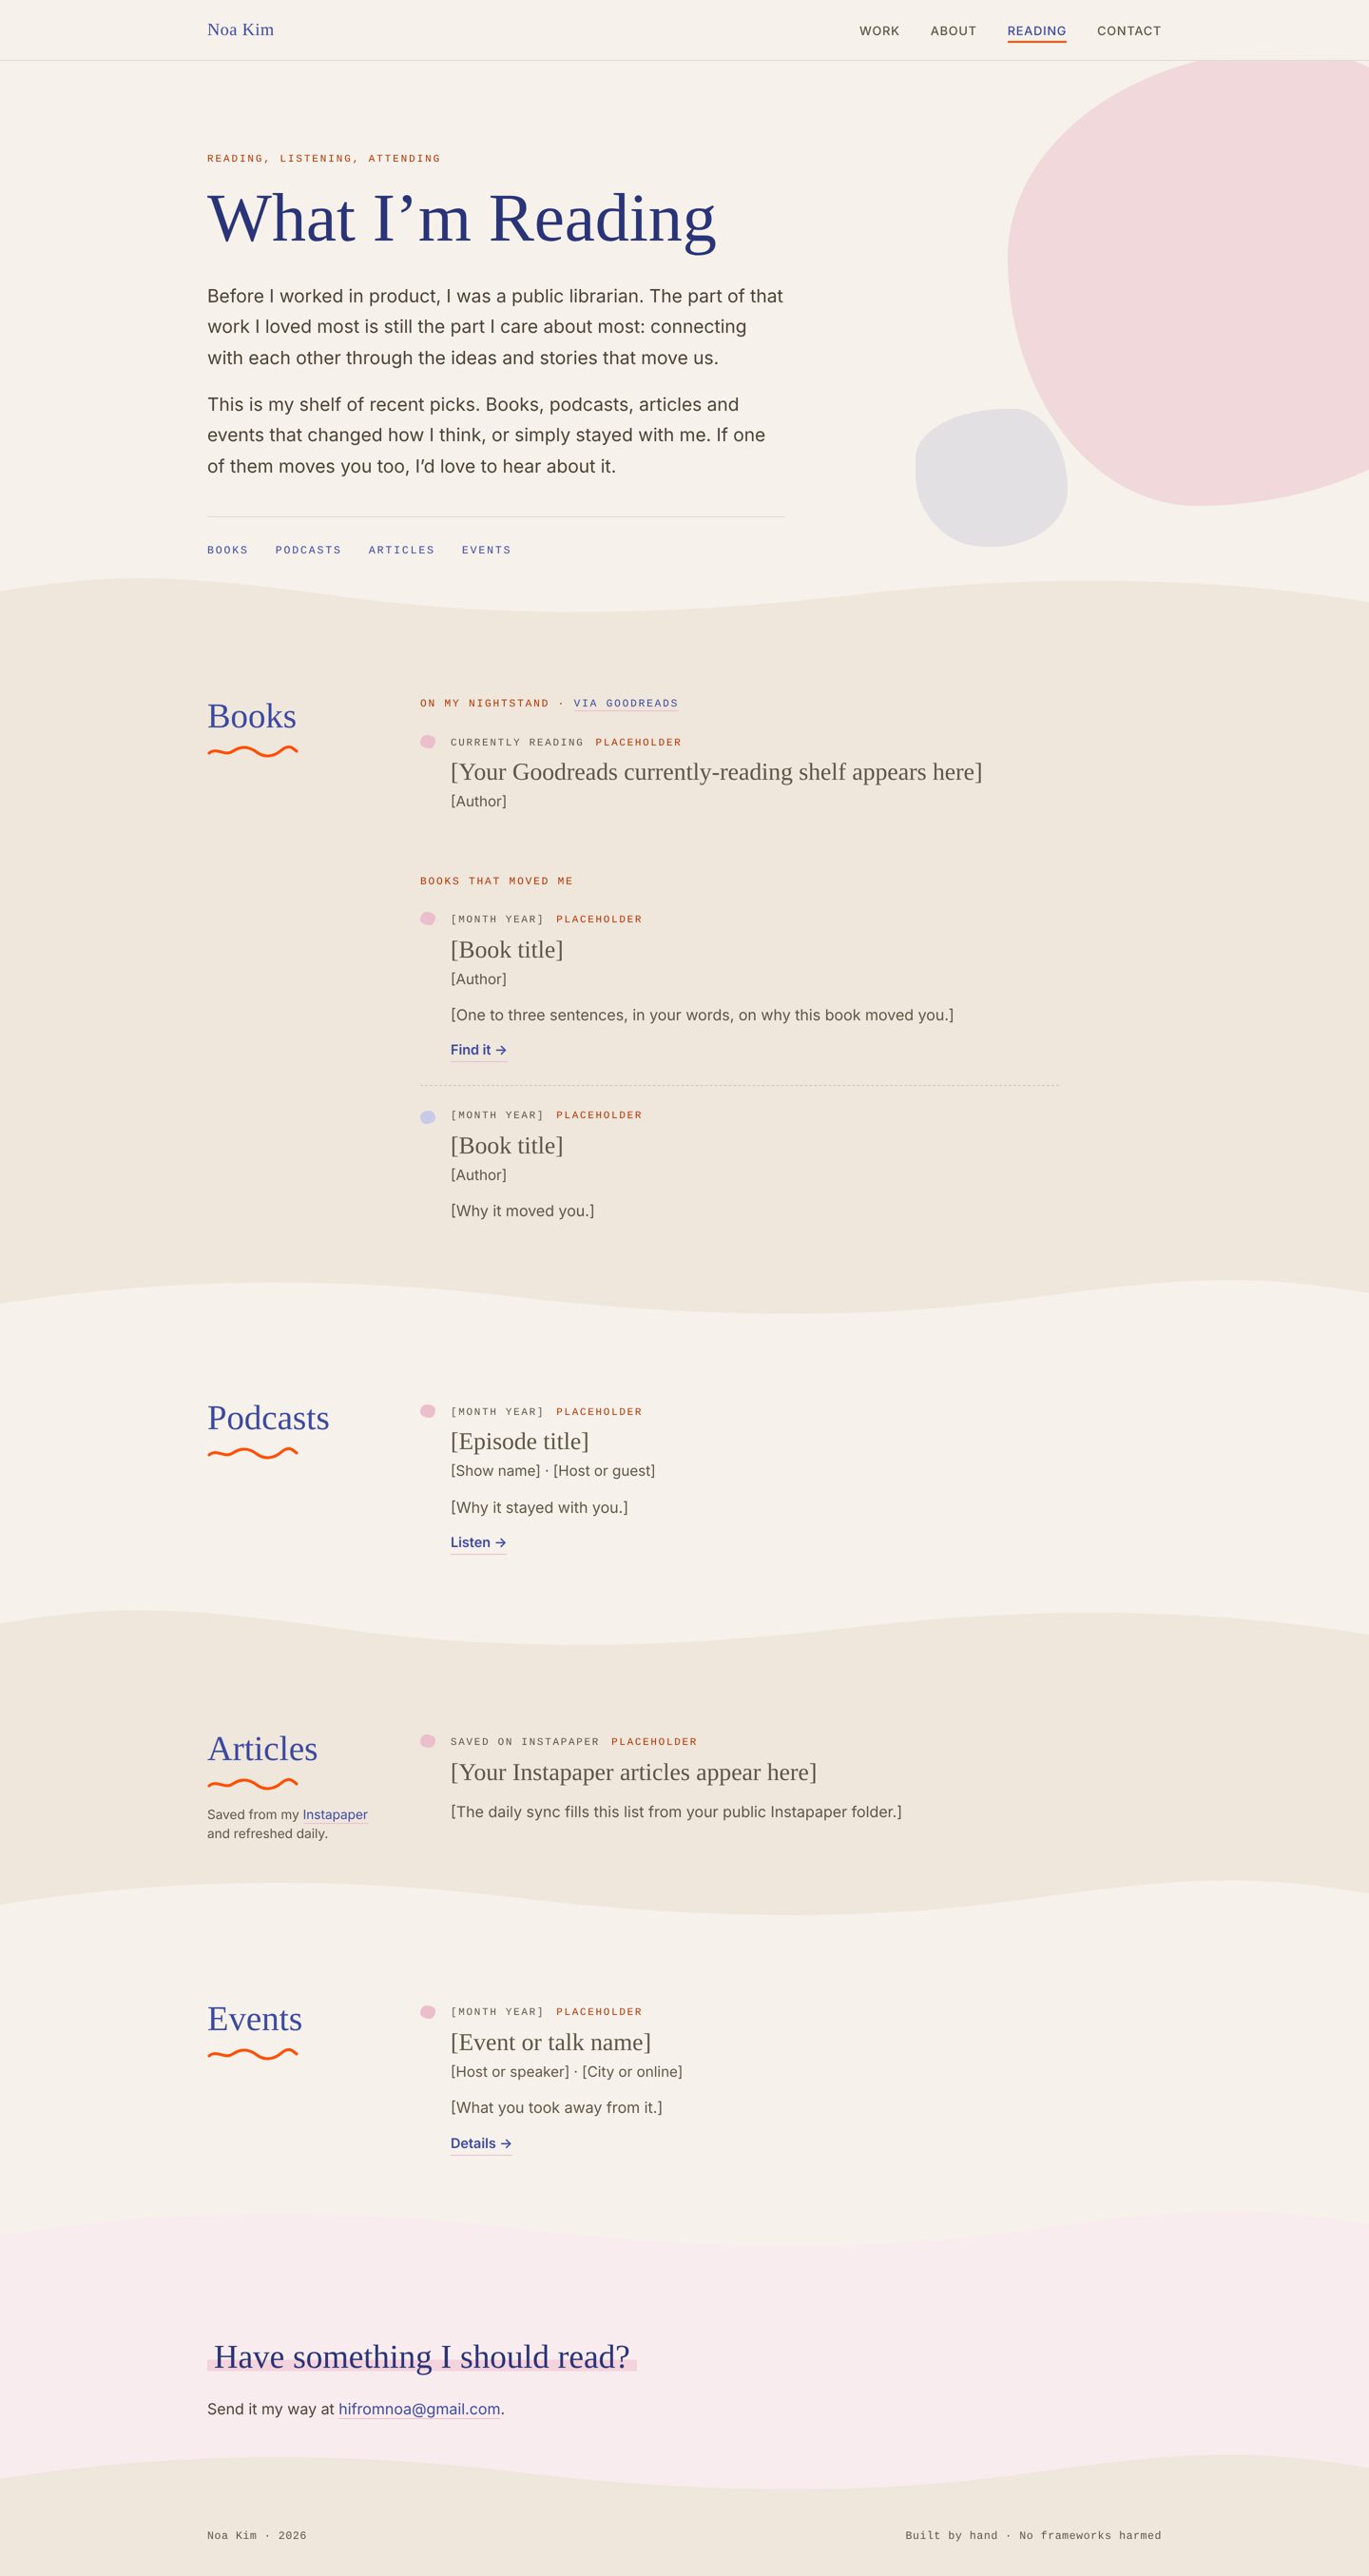 Noa Kim
WORK ABOUT READING CONTACT
READING, LISTENING, ATTENDING
What I’m Reading
Before I worked in product, I was a public librarian. The part of that
work I loved most is still the part I care about most: connecting
with each other through the ideas and stories that move us.
This is my shelf of recent picks. Books, podcasts, articles and
events that changed how I think, or simply stayed with me. If one
of them moves you too, I’d love to hear about it.
BOOKS PODCASTS ARTICLES EVENTS
Books
ON MY NIGHTSTAND · VIA GOODREADS
CURRENTLY READING PLACEHOLDER
[Your Goodreads currently-reading shelf appears here]
[Author]
BOOKS THAT MOVED ME
[MONTH YEAR] PLACEHOLDER
[Book title]
[Author]
[One to three sentences, in your words, on why this book moved you.]
Find it →
[MONTH YEAR] PLACEHOLDER
[Book title]
[Author]
[Why it moved you.]
Podcasts
[MONTH YEAR] PLACEHOLDER
[Episode title]
[Show name] · [Host or guest]
[Why it stayed with you.]
Listen →
Articles
Saved from my Instapaper
and refreshed daily.
SAVED ON INSTAPAPER PLACEHOLDER
[Your Instapaper articles appear here]
[The daily sync fills this list from your public Instapaper folder.]
Events
[MONTH YEAR] PLACEHOLDER
[Event or talk name]
[Host or speaker] · [City or online]
[What you took away from it.]
Details →
Have something I should read?
Send it my way at hifromnoa@gmail.com.
Noa Kim · 2026
Built by hand · No frameworks harmed